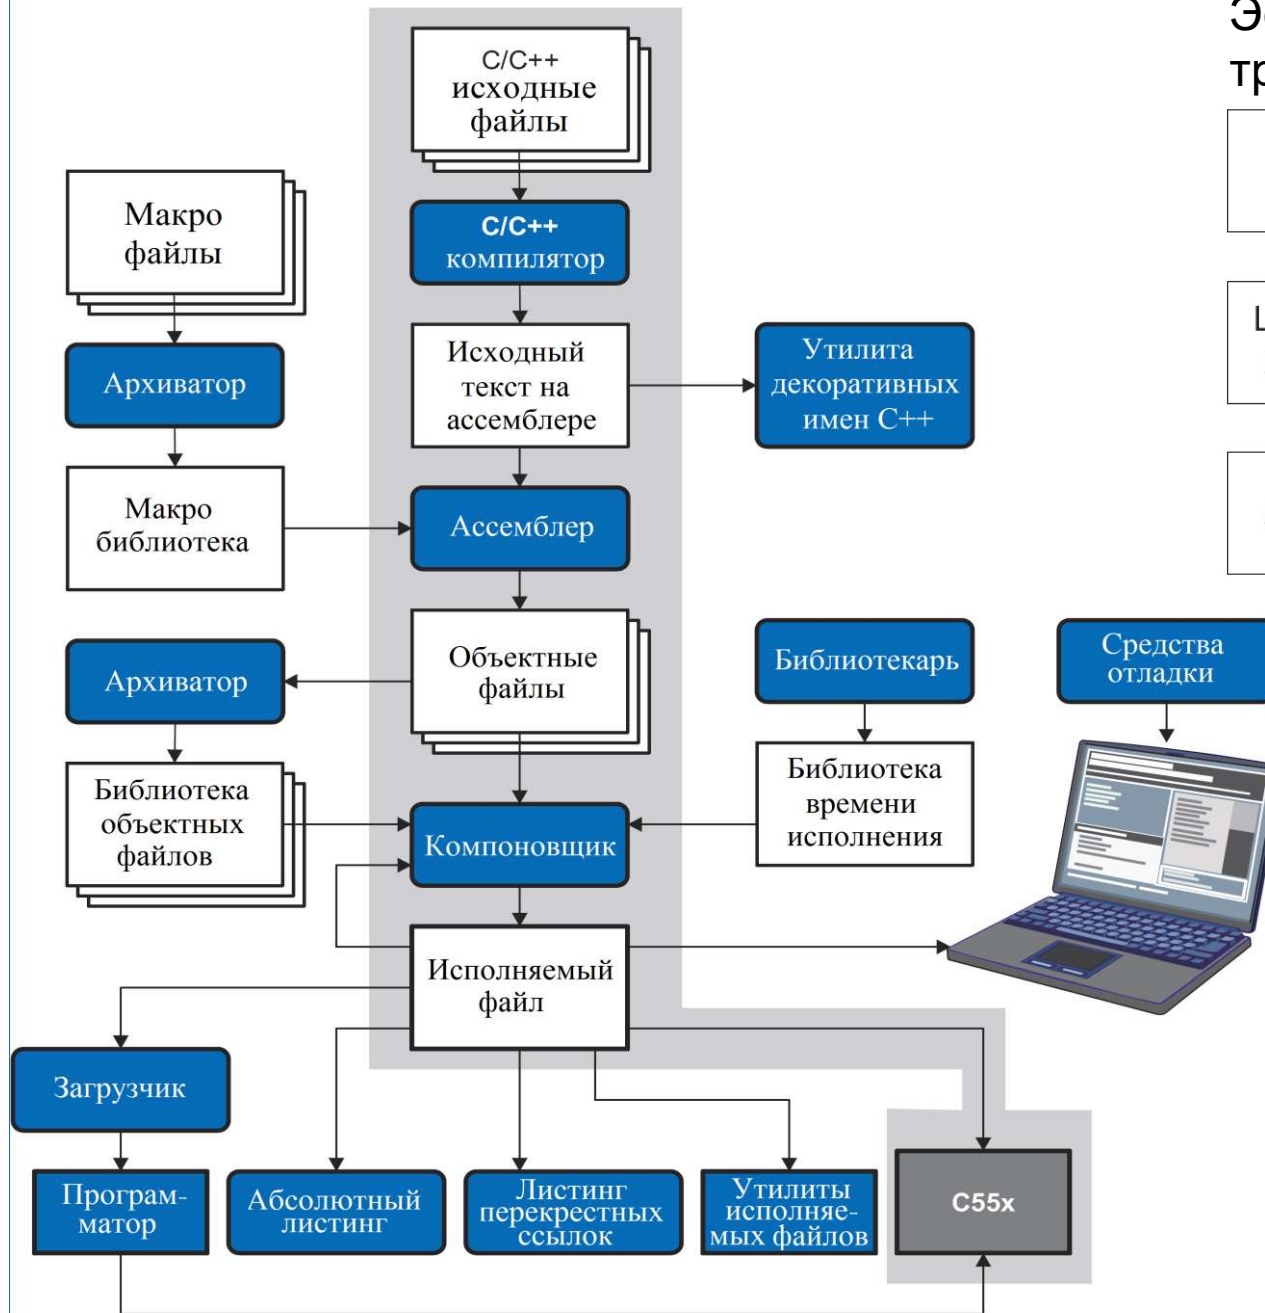 C/C++
исходные
файлы
Макро
файлы
C/C++
компилятор
Архиватор
Исходный
текст на
ассемблере
Утилита
декоративных
имен C++
Макро
библиотека
Ассемблер
Архиватор
Объектные
файлы
Библиотекарь
Средства
отладки
Библиотека
объектных
файлов
Компоновщик
Библиотека
времени
исполнения
Исполняемый
файл
Загрузчик
Програм-
матор
Абсолютный
листинг
Листинг
перекрестных
ссылок
Утилиты
исполняе-
мых файлов
C55x